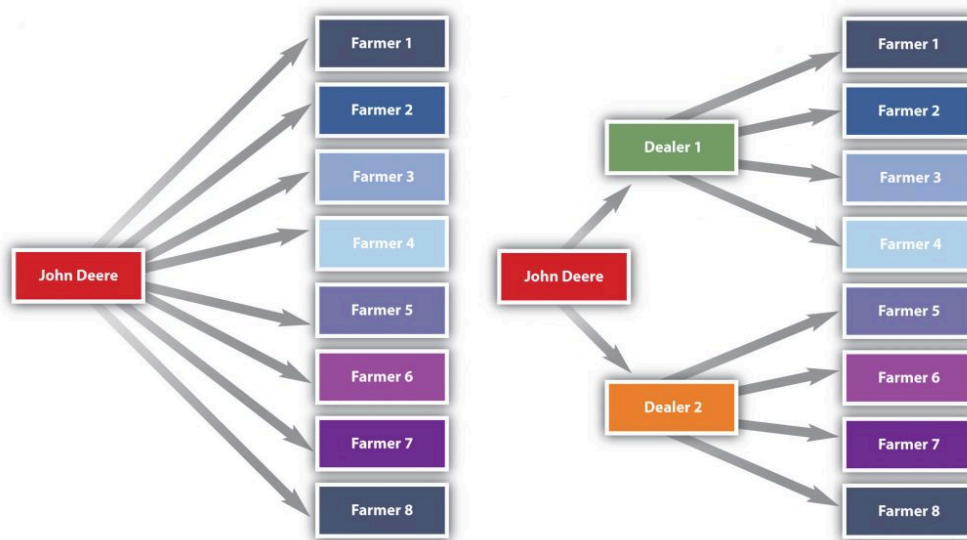 Farmer 1
Farmer 2
Farmer 3
Farmer 4
John Deere
Farmer 5
Farmer 6
Farmer 7
Farmer 8
Farmer 1
Farmer 2
Dealer 1
Farmer 3
Farmer 4
John Deere
Farmer 5
Farmer 6
Dealer 2
Farmer 7
Farmer 8